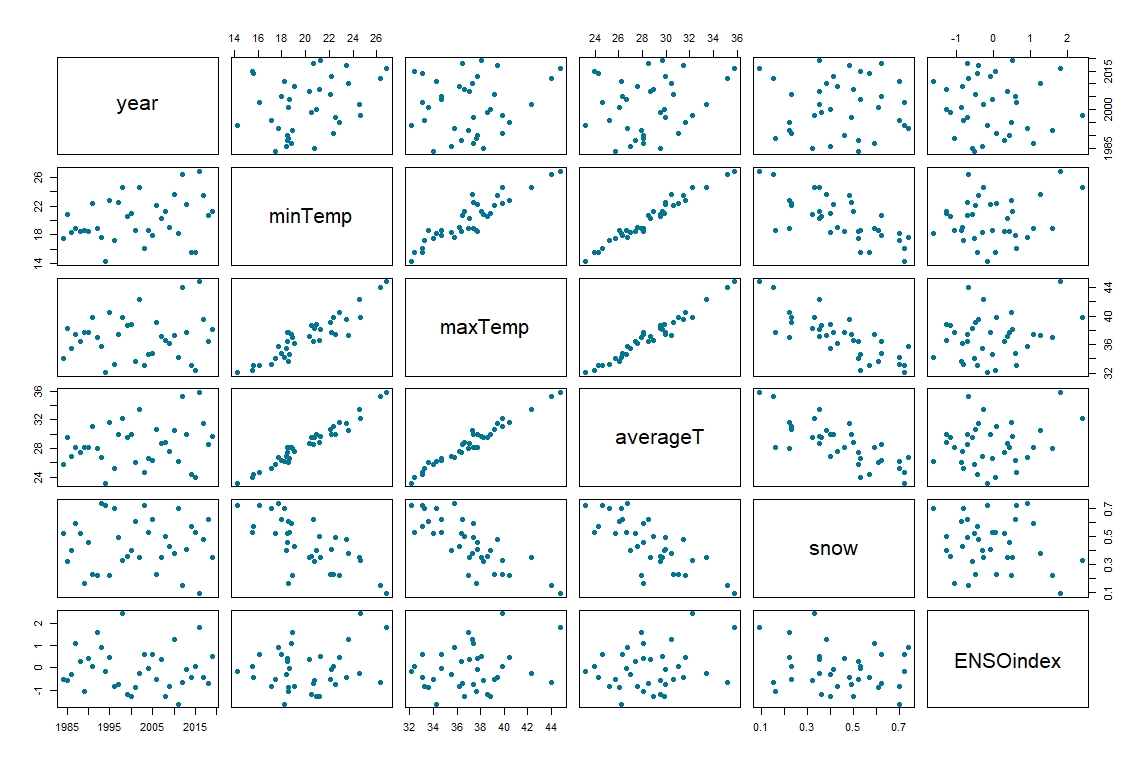 14 16 18 20 22 24 26
24 26 28 30 32 34 36
-1 0 1 2
year
1985 2000 2015
14 18 22 26
minTemp
maxTemp
32 36 40 44
24 28 32 36
averageT
snow
0.1 0.3 0.5 0.7
-1 0 1 2
ENSOindex
1985 1995 2005 2015
32 34 36 38 40 42 44
0.1 0.3 0.5 0.7